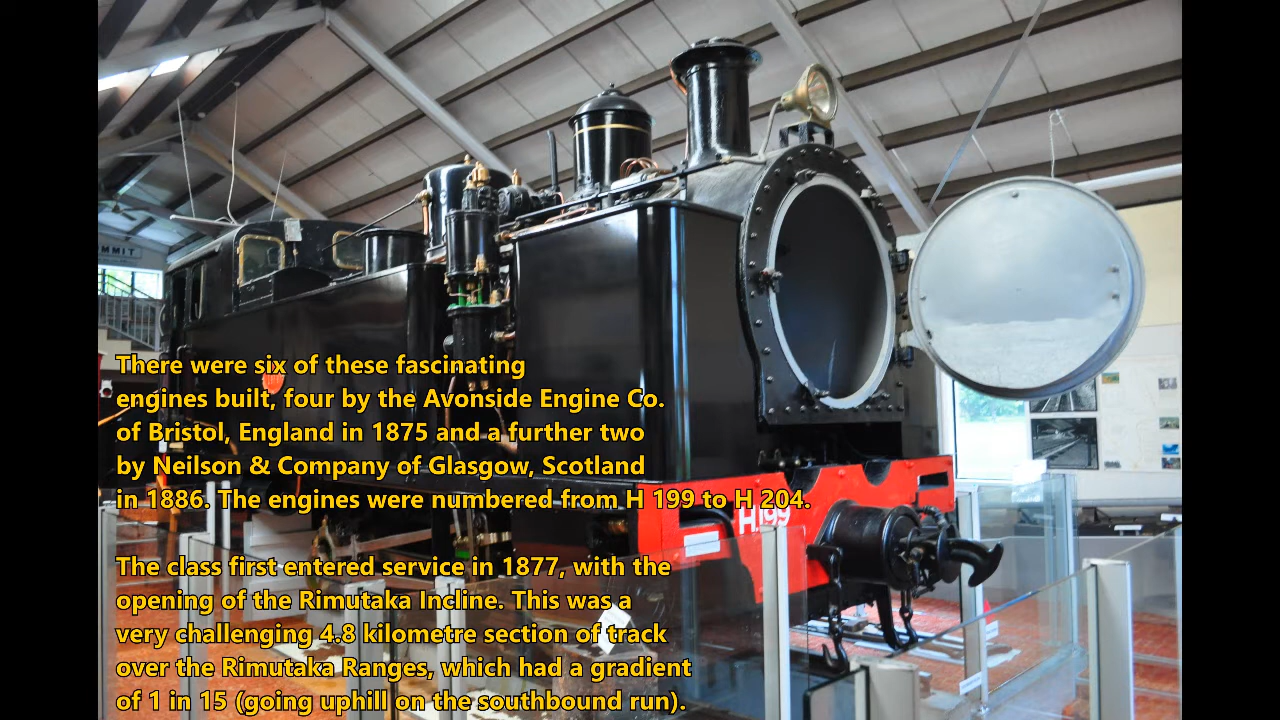 MMIT
There were six of these fascinating
engines built, four by the Avonside Engine Co.
of Bristol, England in 1875 and a further two
by Neilson & Company of Glasgow, Scotland
in 1886. The engines were numbered from H 199 to H 204.
H.199
The class first entered service in 1877, with the
opening of the Rimutaka Incline. This was a
very challenging 4.8 kilometre section of track
over the Rimutaka Ranges, which had a gradient
of 1 in 15 (going uphill on the southbound run).